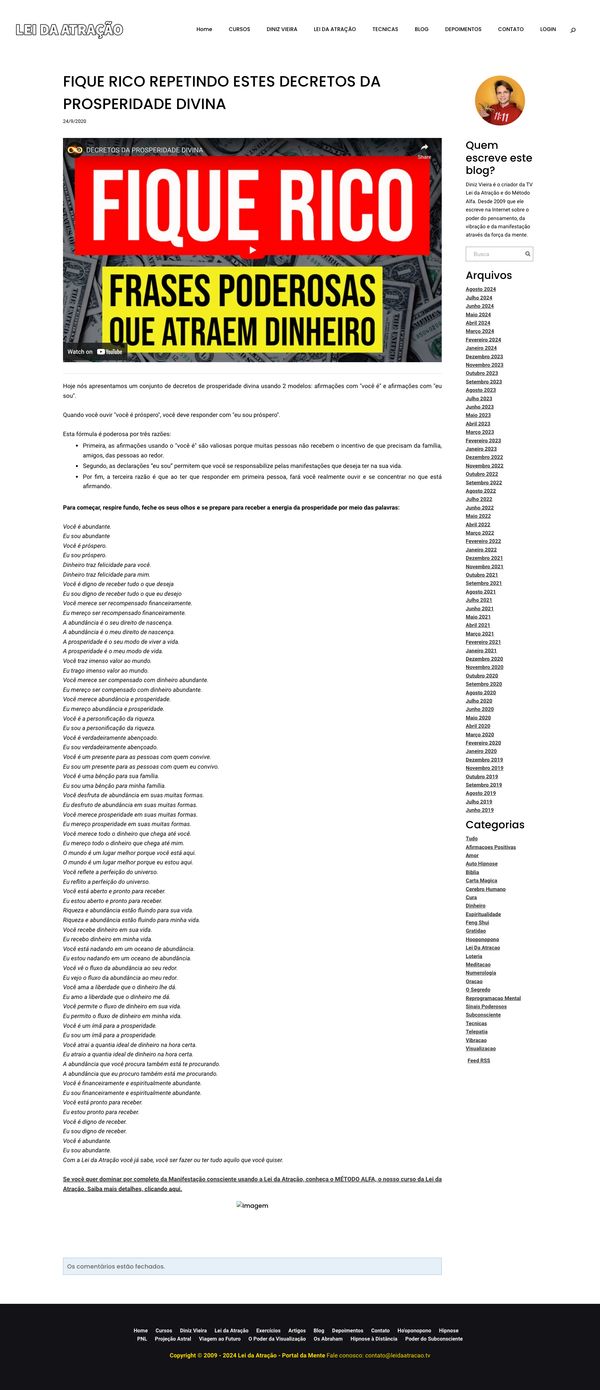 LEI DA ATRAÇÃO
Home CURSOS DINIZ VIEIRA LEI DA ATRAÇÃO TECNICAS BLOG DEPOIMENTOS CONTATO LOGIN
FIQUE RICO REPETINDO ESTES DECRETOS DA
PROSPERIDADE DIVINA
24/9/2020
DECRETOS DA PROSPERIDADE DIVINA
Share
FIQUE RICO
FRASES PODEROSAS
QUE ATRAEM DINHEIRO
Watch on YouTube
Hoje nós apresentamos um conjunto de decretos de prosperidade divina usando 2 modelos: afirmações com "você é" e afirmações com "eu
sou".
Quando você ouvir "você é próspero", você deve responder com "eu sou próspero".
Esta fórmula é poderosa por três razões:
Primeira, as afirmações usando o "você é" são valiosas porque muitas pessoas não recebem o incentivo de que precisam da família,
amigos, das pessoas ao redor.
Segundo, as declarações "eu sou" permitem que você se responsabilize pelas manifestações que deseja ter na sua vida.
Por fim, a terceira razão é que ao ter que responder em primeira pessoa, fará você realmente ouvir e se concentrar no que está
afirmando.
Para começar, respire fundo, feche os seus olhos e se prepare para receber a energia da prosperidade por meio das palavras:
Você é abundante.
Eu sou abundante
Você é próspero.
Eu sou próspero.
Dinheiro traz felicidade para você.
Dinheiro traz felicidade para mim.
Você é digno de receber tudo o que deseja
Eu sou digno de receber tudo o que eu desejo
Você merece ser recompensado financeiramente.
Eu mereço ser recompensado financeiramente.
A abundância é o seu direito de nascença.
A abundância é o meu direito de nascença.
A prosperidade é o seu modo de viver a vida.
A prosperidade é o meu modo de vida.
Você traz imenso valor ao mundo.
Eu trago imenso valor ao mundo.
Você merece ser compensado com dinheiro abundante.
Eu mereço ser compensado com dinheiro abundante.
Você merece abundância e prosperidade.
Eu mereço abundância e prosperidade.
Você é a personificação da riqueza.
Eu sou a personificação da riqueza.
Você é verdadeiramente abençoado.
Eu sou verdadeiramente abençoado.
Você é um presente para as pessoas com quem convive.
Eu sou um presente para as pessoas com quem eu convivo.
Você é uma bênção para sua família.
Eu sou uma bênção para minha família.
Você desfruta de abundância em suas muitas formas.
Eu desfruto de abundância em suas muitas formas.
Você merece prosperidade em suas muitas formas.
Eu mereço prosperidade em suas muitas formas.
Você merece todo o dinheiro que chega até você.
Eu mereço todo o dinheiro que chega até mim.
O mundo é um lugar melhor porque você está aqui.
O mundo é um lugar melhor porque eu estou aqui.
Você reflete a perfeição do universo.
Eu reflito a perfeição do universo.
Você está aberto e pronto para receber.
Eu estou aberto e pronto para receber.
Riqueza e abundância estão fluindo para sua vida.
Riqueza e abundância estão fluindo para minha vida.
Você recebe dinheiro em sua vida.
Eu recebo dinheiro em minha vida.
Você está nadando em um oceano de abundância.
Eu estou nadando em um oceano de abundância.
Você vê o fluxo da abundância ao seu redor.
Eu vejo o fluxo da abundância ao meu redor.
Você ama a liberdade que o dinheiro lhe dá.
Eu amo a liberdade que o dinheiro me dá.
Você permite o fluxo de dinheiro em sua vida.
Eu permito o fluxo de dinheiro em minha vida.
Você é um ímã para a prosperidade.
Eu sou um ímã para a prosperidade.
Você atrai a quantia ideal de dinheiro na hora certa.
Eu atraio a quantia ideal de dinheiro na hora certa.
A abundância que você procura também está te procurando.
A abundância que eu procuro também está me procurando.
Você é financeiramente e espiritualmente abundante.
Eu sou financeiramente e espiritualmente abundante.
Você está pronto para receber.
Eu estou pronto para receber.
Você é digno de receber.
Eu sou digno de receber.
Você é abundante.
Eu sou abundante.
Com a Lei da Atração você já sabe, você ser fazer ou ter tudo aquilo que você quiser.
Se você quer dominar por completo da Manifestação consciente usando a Lei da Atração, conheça o MÉTODO ALFA, o nosso curso da Lei da
Atração. Saiba mais detalhes, clicando aqui.
Imagem
Os comentários estão fechados.
11:11
Quem
escreve este
blog?
Diniz Vieira é o criador da TV
Lei da Atração e do Método
Alfa. Desde 2009 que ele
escreve na Internet sobre o
poder do pensamento, da
vibração e da manifestação
através da força da mente.
Busca
Arquivos
Agosto 2024
Julho 2024
Junho 2024
Maio 2024
Abril 2024
Março 2024
Fevereiro 2024
Janeiro 2024
Dezembro 2023
Novembro 2023
Outubro 2023
Setembro 2023
Agosto 2023
Julho 2023
Junho 2023
Maio 2023
Abril 2023
Março 2023
Fevereiro 2023
Janeiro 2023
Dezembro 2022
Novembro 2022
Outubro 2022
Setembro 2022
Agosto 2022
Julho 2022
Junho 2022
Maio 2022
Abril 2022
Março 2022
Fevereiro 2022
Janeiro 2022
Dezembro 2021
Novembro 2021
Outubro 2021
Setembro 2021
Agosto 2021
Julho 2021
Junho 2021
Maio 2021
Abril 2021
Março 2021
Fevereiro 2021
Janeiro 2021
Dezembro 2020
Novembro 2020
Outubro 2020
Setembro 2020
Agosto 2020
Julho 2020
Junho 2020
Maio 2020
Abril 2020
Março 2020
Fevereiro 2020
Janeiro 2020
Dezembro 2019
Novembro 2019
Outubro 2019
Setembro 2019
Agosto 2019
Julho 2019
Junho 2019
Categorias
Tudo
Afirmacoes Positivas
Amor
Auto Hipnose
Biblia
Carta Magica
Cerebro Humano
Cura
Dinheiro
Espiritualidade
Feng Shui
Gratidao
Hooponopono
Lei Da Atracao
Loteria
Meditacao
Numerologia
Oracao
O Segredo
Reprogramacao Mental
Sinais Poderosos
Subconsciente
Tecnicas
Telepatia
Vibracao
Visualizacao
Feed RSS
Home Cursos Diniz Vieira Lei da Atração Exercícios Artigos Blog Depoimentos Contato Ho'oponopono Hipnose
PNL Projeção Astral Viagem ao Futuro O Poder da Visualização Os Abraham Hipnose à Distância Poder do Subconsciente
Copyright © 2009 - 2024 Lei da Atração - Portal da Mente Fale conosco: contato@leidaatracao.tv